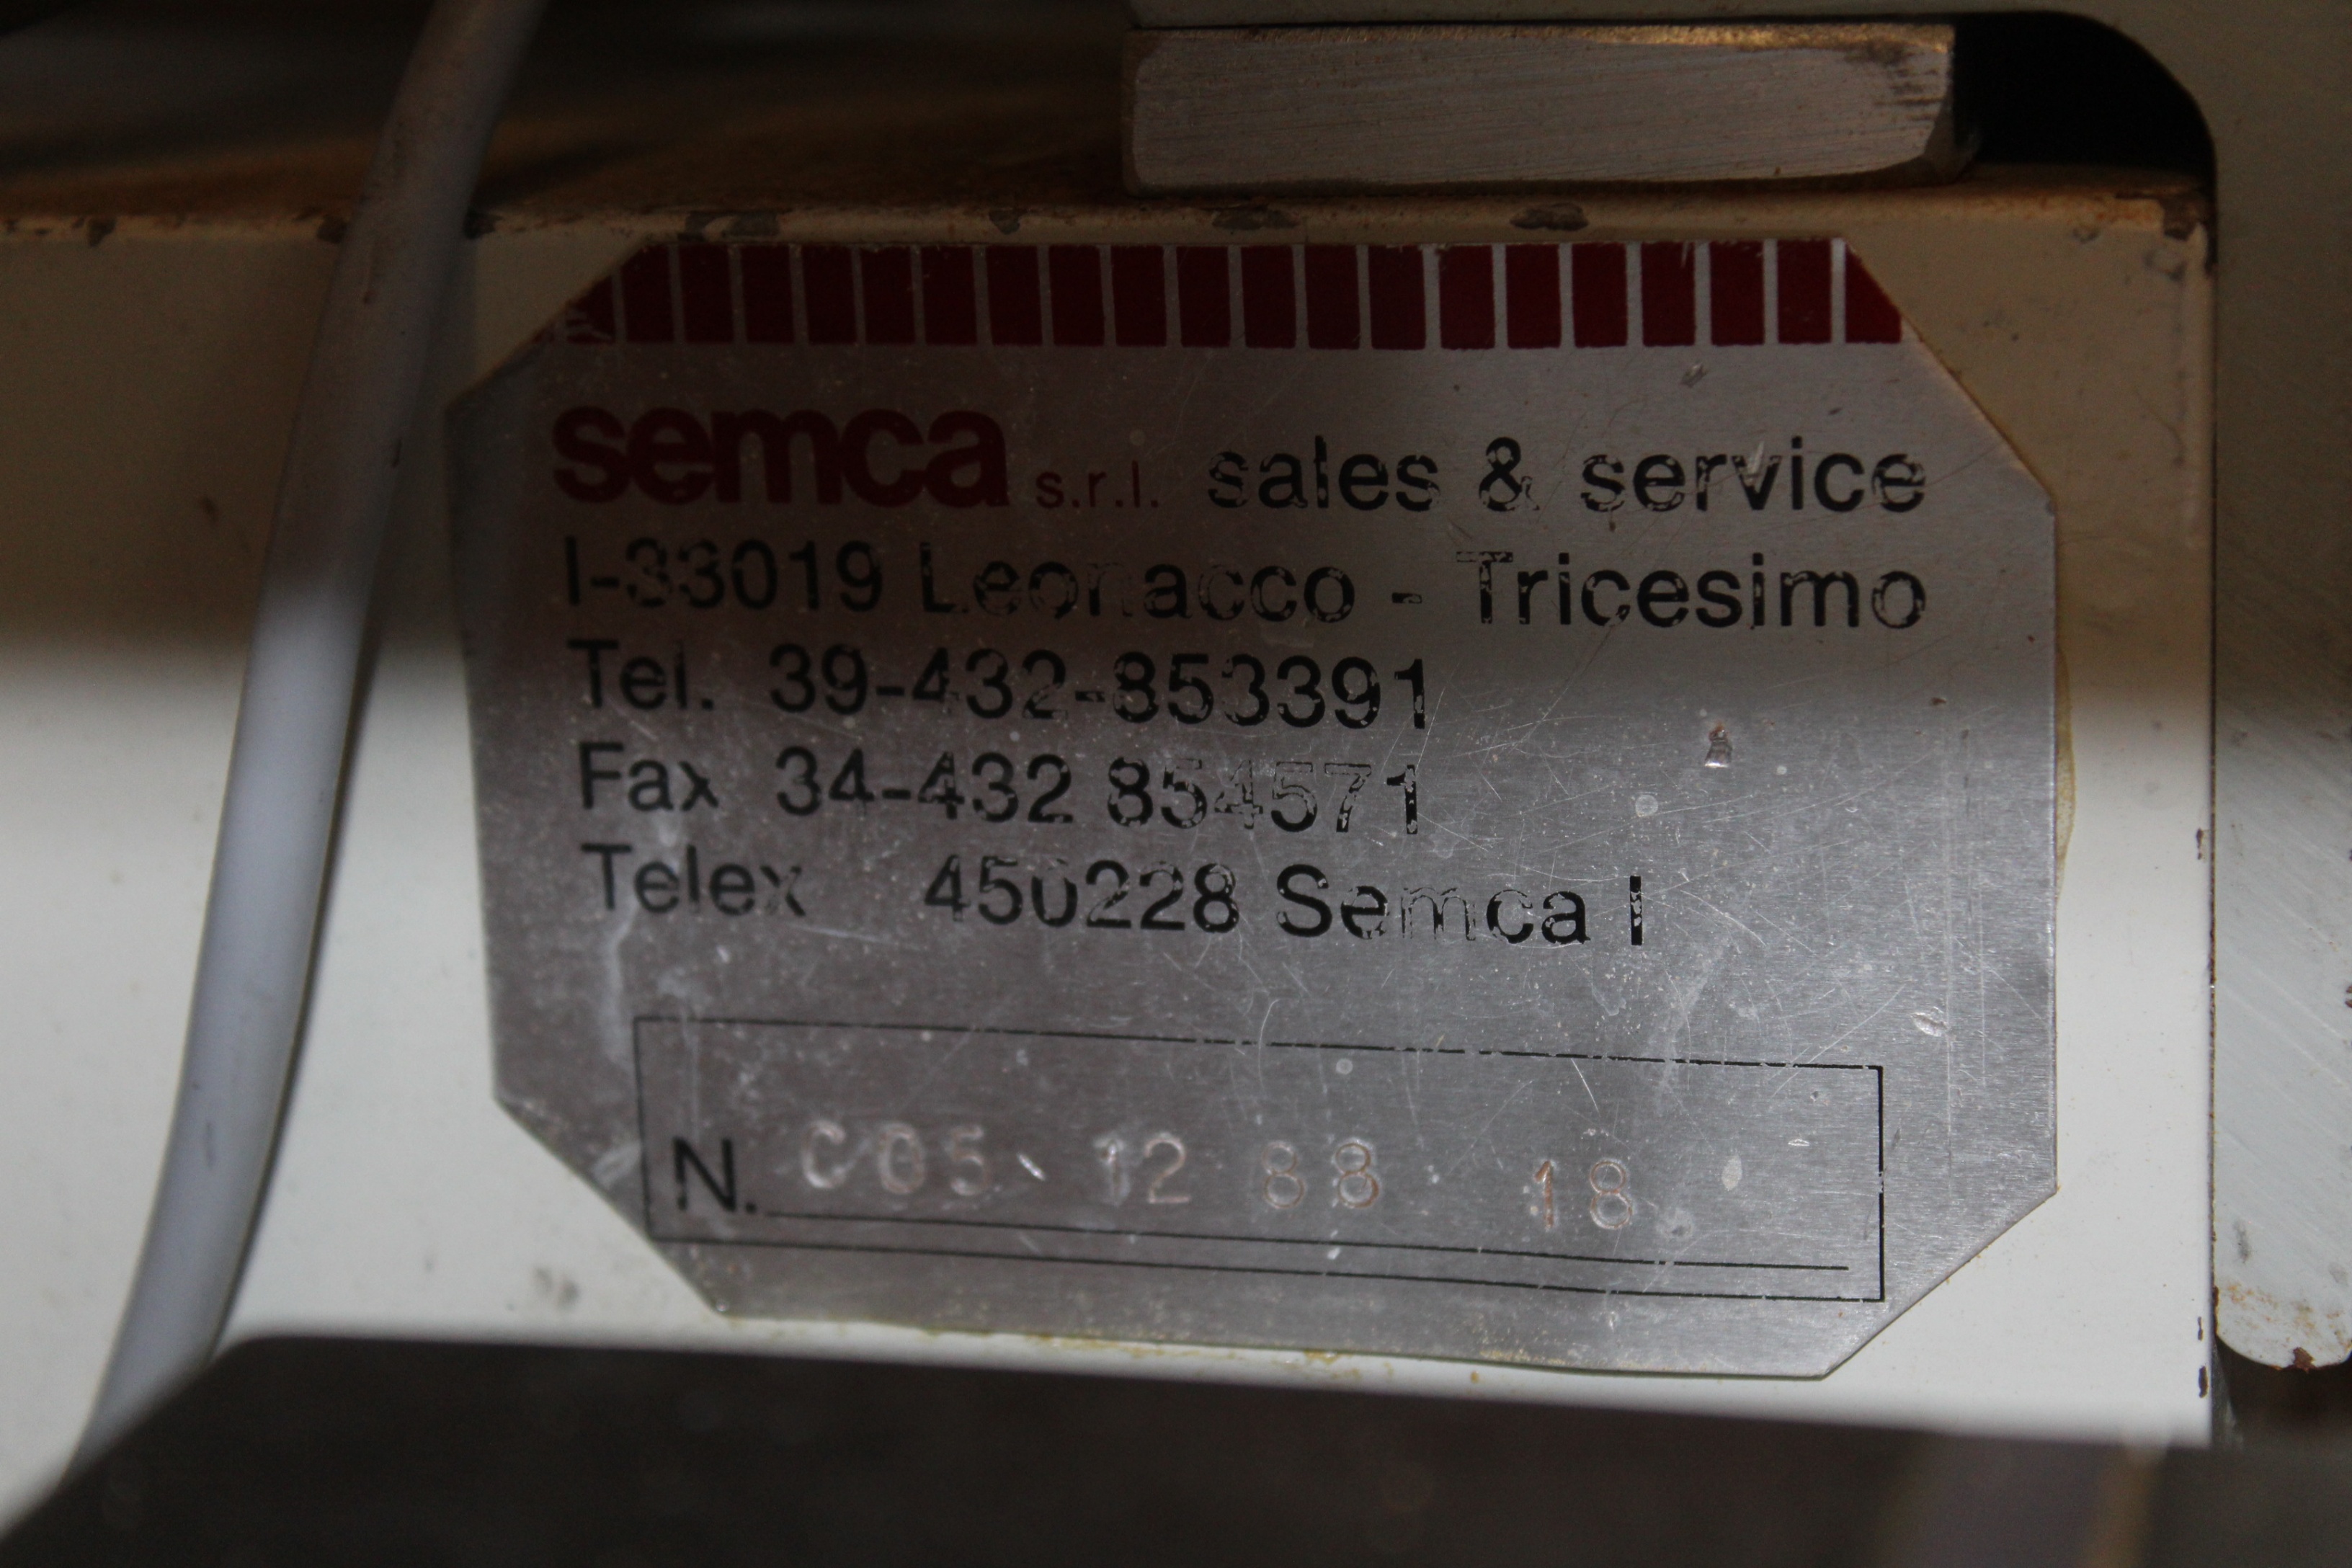 semca s.r.l. sales & service
I-33019 Leonacco - Tricesimo
Tel. 39-432-853391
Fax 34-432 854571
Telex 450228 Semca I
N. C05 12 88 18